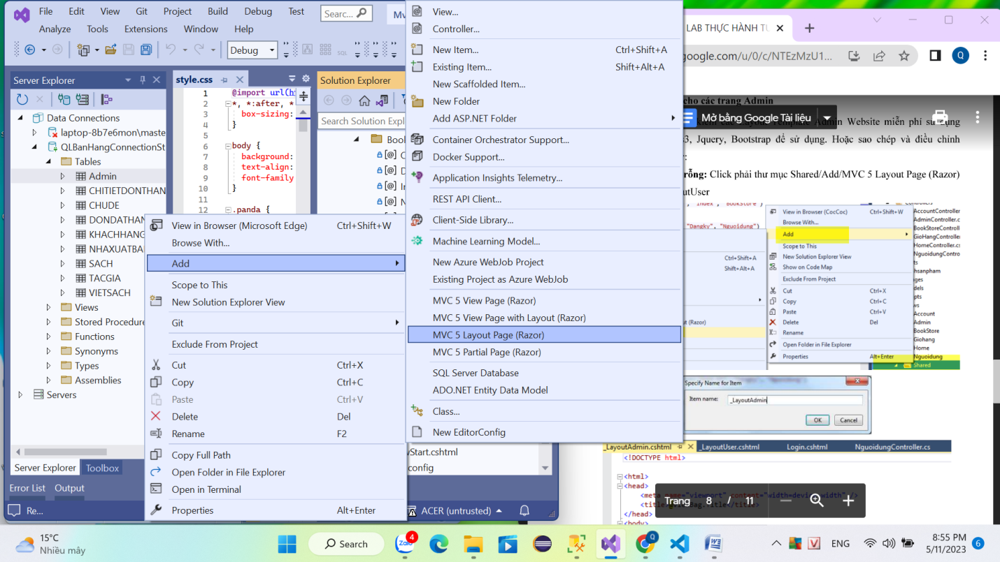 File Edit View Git Project Build Debug Test
Analyze Tools Extensions Window Help
Searc...
Debug
SQL
Server Explorer
Data Connections
laptop-8b7e6mon\maste
QLBanHangConnectionSt
Tables
Admin
CHITIETDONTHAN
CHUDE
DONDATHAN
KHACHHANG
NHAXUATBA
SACH
TACGIA
VIETSACH
Views
Stored Procedure
Functions
Synonyms
Types
Assemblies
Servers
Server Explorer Toolbox
Error List Output
Re...
style.css
1 @import url(h
2 *, *:after, *
3 box-sizing:
4 }
5
6 body {
7 background:
8 text-align:
9 font-family
10 }
11
12 .panda {
Solution Explorer
Search Solution Expl
Boo
View in Browser (Microsoft Edge) Ctrl+Shift+W
Browse With...
Add
Scope to This
New Solution Explorer View
Git
Exclude From Project
Cut Ctrl+X
Copy Ctrl+C
Paste Ctrl+V
Delete Del
Rename F2
Copy Full Path
Open Folder in File Explorer
Open in Terminal
Properties Alt+Enter
View...
Controller...
New Item... Ctrl+Shift+A
Existing Item... Shift+Alt+A
New Scaffolded Item...
New Folder
Add ASP.NET Folder
Container Orchestrator Support...
Docker Support...
Application Insights Telemetry...
REST API Client...
Client-Side Library...
Machine Learning Model...
New Azure WebJob Project
Existing Project as Azure WebJob
MVC 5 View Page (Razor)
MVC 5 View Page with Layout (Razor)
MVC 5 Layout Page (Razor)
MVC 5 Partial Page (Razor)
SQL Server Database
ADO.NET Entity Data Model
Class...
New EditorConfig
Start.cshtml
config
ACER (untrusted)
LAB THỰC HÀNH
google.com/u/0/c/NTEzMzU1...
Q
cho các trang Admin
Mở bằng Google Tài liệu
Admin Website miễn phí sử dụng
Jquery, Bootstrap để sử dụng. Hoặc sao chép và điều chỉnh
rỗng: Click phải thư mục Shared/Add/MVC 5 Layout Page (Razor)
utUser
View in Browser (CocCoc) Ctrl+Shift+W
Browse With...
Add
Scope to This
New Solution Explorer View
Show on Code Map
Exclude From Project
Cut Ctrl+X
Copy Ctrl+C
Paste Ctrl+V
Delete Del
Rename
Open Folder in File Explorer
Properties Alt+Enter
Ctrl+Shift+A
Shift+Alt+A
AccountController
AdminController.c
BookStoreControll
GioHangController
HomeController.cs
NguoidungContro
Account
Admin
BookStore
Giohang
Home
Nguoidung
Shared
Specify Name for Item
Item name: _LayoutAdmin
OK Cancel
_LayoutAdmin.cshtml _LayoutUser.cshtml Login.cshtml NguoidungController.cs
<!DOCTYPE html>
<html>
<head>
</head>
<body>
Trang 8 / 11
15°C
Nhiều mây
Search
4
Q
ENG
8:55 PM
5/11/2023
6